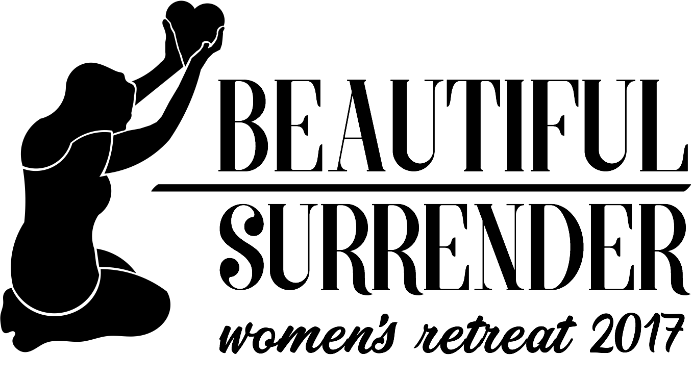 BEAUTIFUL
SURRENDER
women's retreat 2017